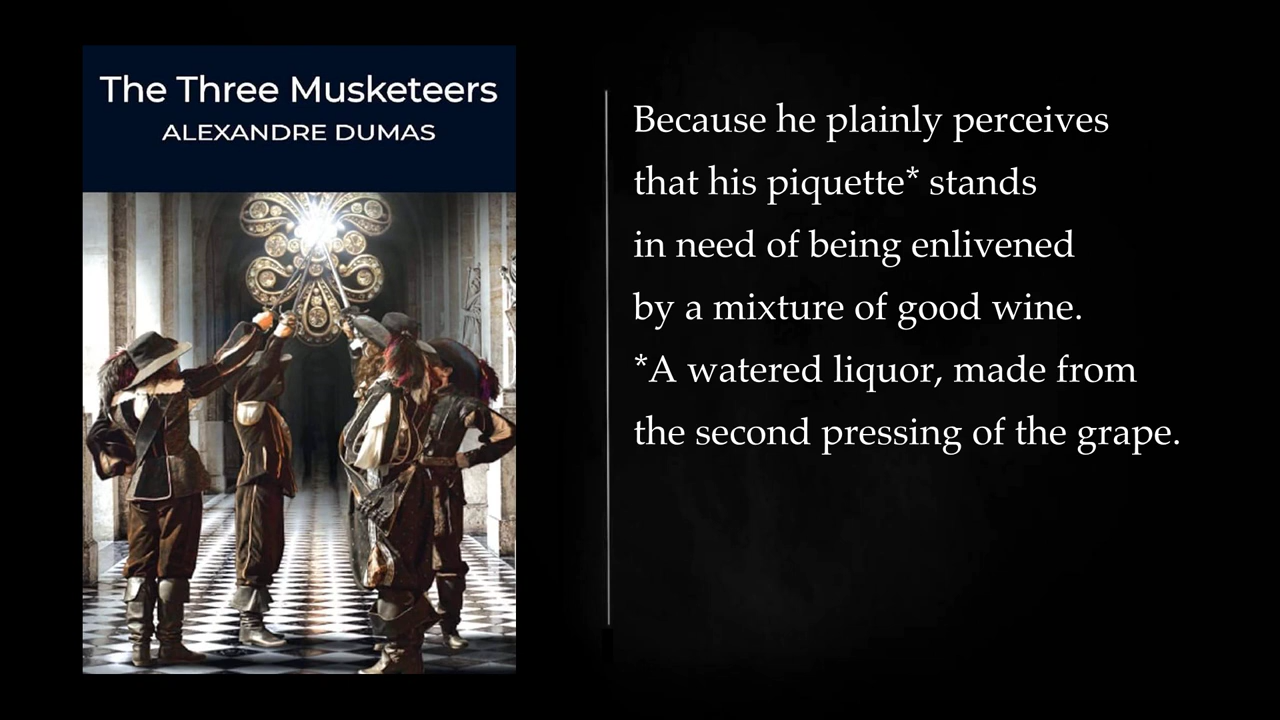 The Three Musketeers
ALEXANDRE DUMAS
Because he plainly perceives
that his piquette* stands
in need of being enlivened
by a mixture of good wine.
*A watered liquor, made from
the second pressing of the grape.